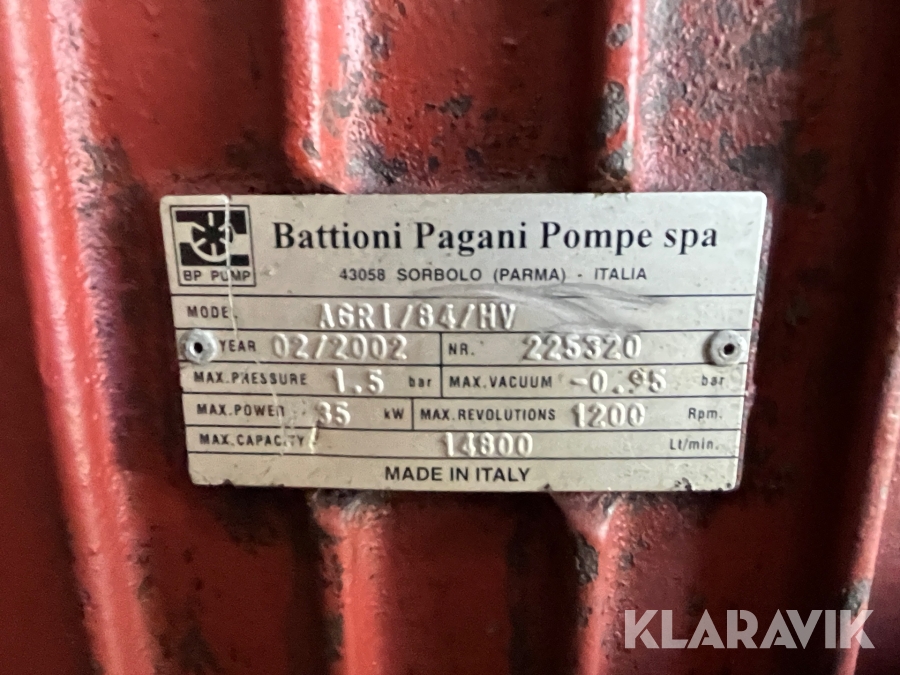 Battioni Pagani Pompe spa
BP PUMP
43058 SORBOLO (PARMA) - ITALIA
MODEL AGRI/84/HV
YEAR 02/2002 NR. 225320
MAX.PRESSURE 1.5 bar MAX.VACUUM -0.95 bar
MAX.POWER 35 kW MAX.REVOLUTIONS 1200 Rpm.
MAX.CAPACITY 14800 Lt/min.
MADE IN ITALY
KLARAVIK